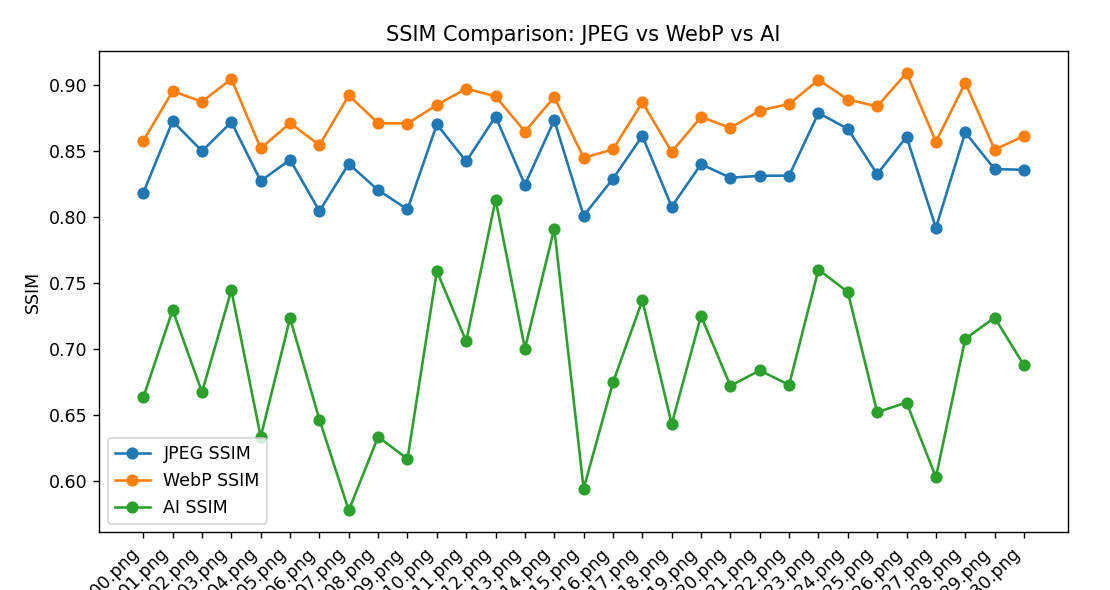 SSIM Comparison: JPEG vs WebP vs AI
SSIM
0.90
0.85
0.80
0.75
0.70
0.65
0.60
JPEG SSIM
WebP SSIM
AI SSIM
00.png
01.png
02.png
03.png
04.png
05.png
06.png
07.png
08.png
09.png
10.png
11.png
12.png
13.png
14.png
15.png
16.png
17.png
18.png
19.png
20.png
21.png
22.png
23.png
24.png
25.png
26.png
27.png
28.png
29.png
30.png